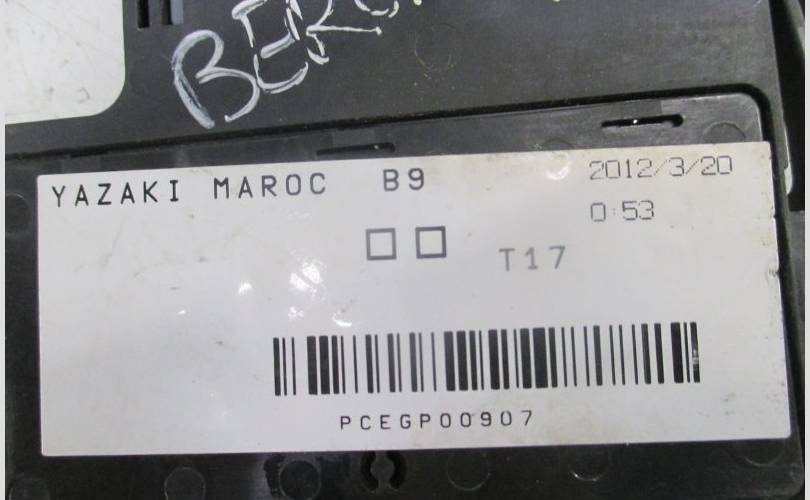 YAZAKI MAROC B9 2012/3/20
0:53
□ □ T17
PCEGP00907